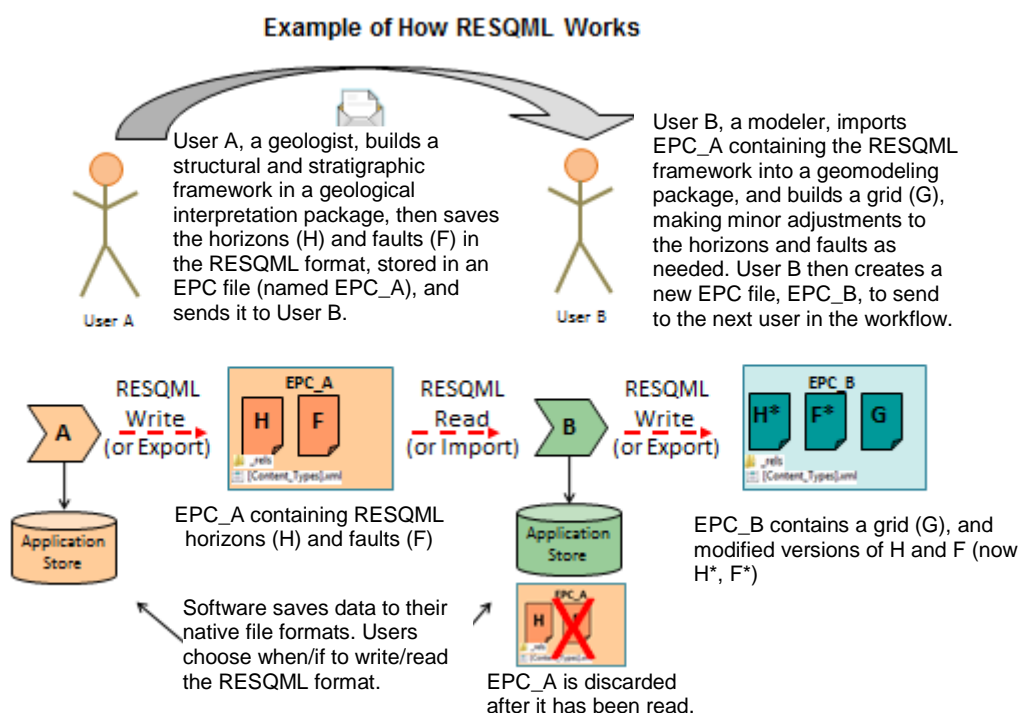 Example of How RESQML Works
User A, a geologist, builds a
structural and stratigraphic
framework in a geological
interpretation package, then saves
the horizons (H) and faults (F) in
the RESQML format, stored in an
EPC file (named EPC_A), and
sends it to User B.
User A
User B, a modeler, imports
EPC_A containing the RESQML
framework into a geomodeling
package, and builds a grid (G),
making minor adjustments to
the horizons and faults as
needed. User B then creates a
new EPC file, EPC_B, to send
to the next user in the workflow.
User B
A
RESQML
Write
(or Export)
EPC_A
H
F
_rels
[Content_Types].xml
RESQML
Read
(or Import)
B
RESQML
Write
(or Export)
EPC_B
H*
F*
G
_rels
[Content_Types].xml
Application
Store
EPC_A containing RESQML
horizons (H) and faults (F)
Application
Store
EPC_B contains a grid (G), and
modified versions of H and F (now
H*, F*)
Software saves data to their
native file formats. Users
choose when/if to write/read
the RESQML format.
EPC_A
H
_rels
EPC_A is discarded
after it has been read.